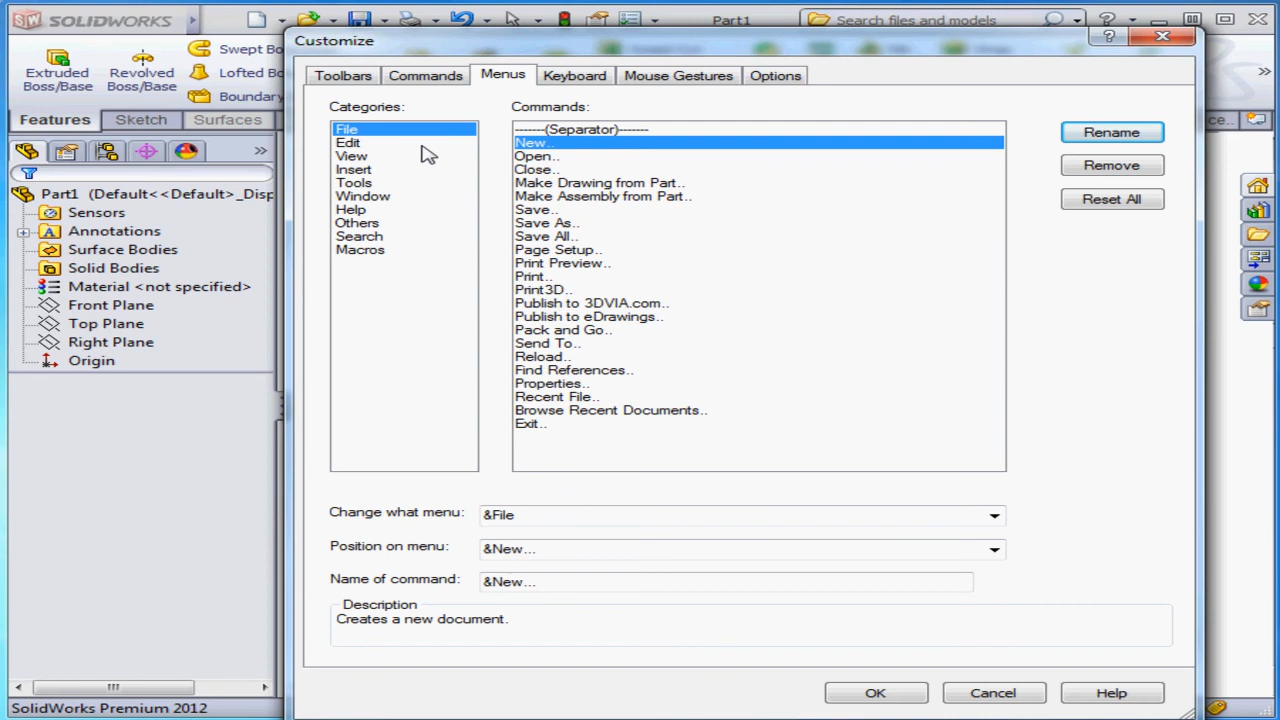 SOLIDWORKS
Part1
Search files and models
Customize
Extruded
Boss/Base
Revolved
Boss/Base
Swept Bo
Lofted Bo
Boundary
Features
Sketch
Surfaces
Part1 (Default<<Default>_Disp
Sensors
Annotations
Surface Bodies
Solid Bodies
Material <not specified>
Front Plane
Top Plane
Right Plane
Origin
Toolbars
Commands
Menus
Keyboard
Mouse Gestures
Options
Categories:
File
Edit
View
Insert
Tools
Window
Help
Others
Search
Macros
Commands:
-------(Separator)-------
New..
Open..
Close..
Make Drawing from Part..
Make Assembly from Part..
Save..
Save As..
Save All..
Page Setup..
Print Preview..
Print..
Print3D..
Publish to 3DVIA.com..
Publish to eDrawings..
Pack and Go..
Send To..
Reload..
Find References..
Properties..
Recent File..
Browse Recent Documents..
Exit..
Rename
Remove
Reset All
Change what menu:
&File
Position on menu:
&New...
Name of command:
&New...
Description
Creates a new document.
OK
Cancel
Help
SolidWorks Premium 2012